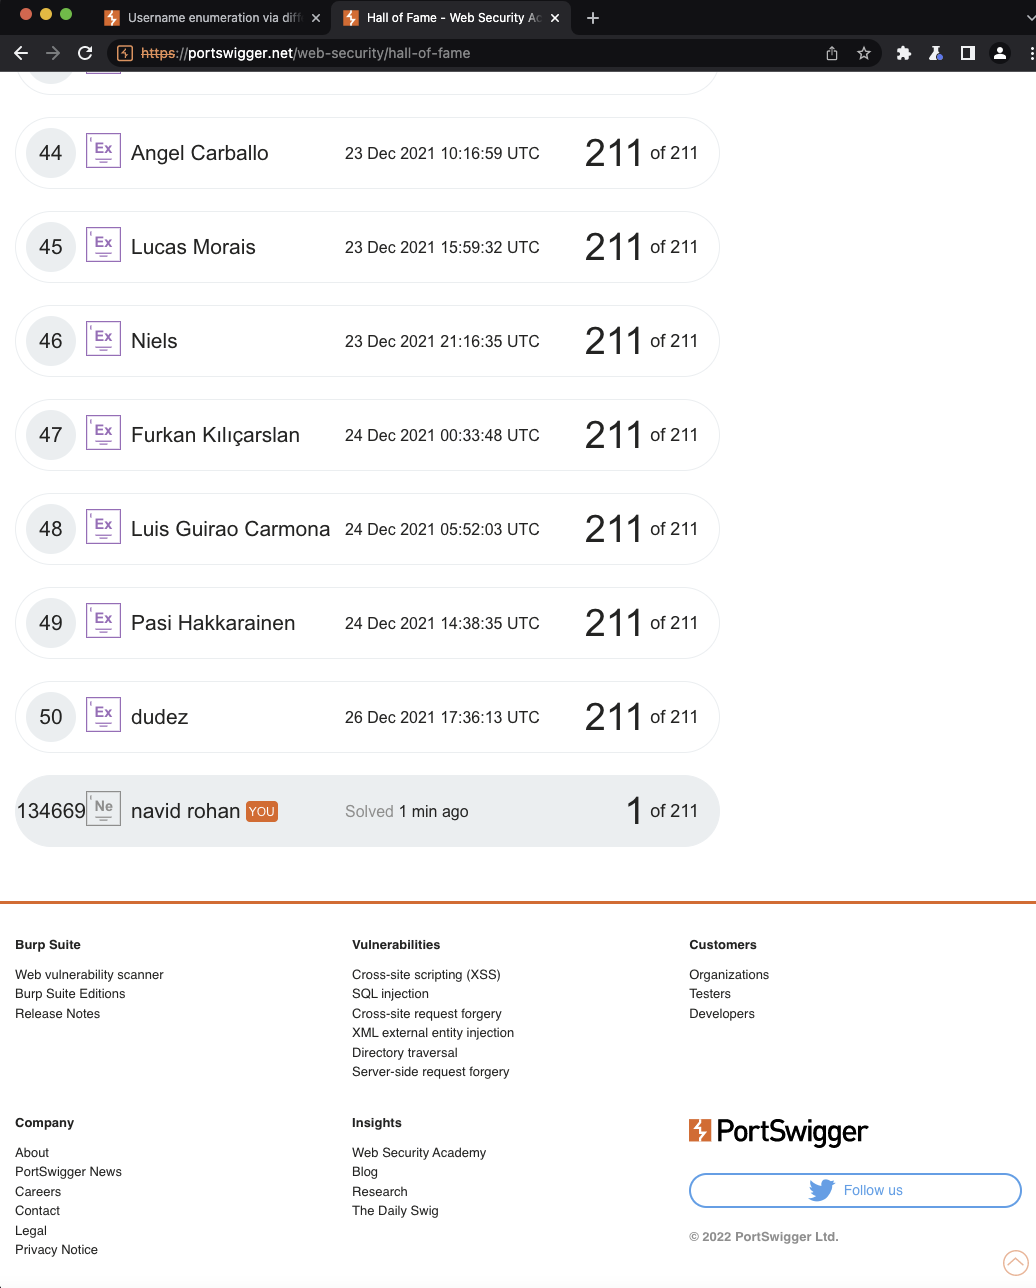 Username enumeration via diff
Hall of Fame - Web Security Ac
https://portswigger.net/web-security/hall-of-fame
44 Ex Angel Carballo 23 Dec 2021 10:16:59 UTC 211 of 211
45 Ex Lucas Morais 23 Dec 2021 15:59:32 UTC 211 of 211
46 Ex Niels 23 Dec 2021 21:16:35 UTC 211 of 211
47 Ex Furkan Kılıçarslan 24 Dec 2021 00:33:48 UTC 211 of 211
48 Ex Luis Guirao Carmona 24 Dec 2021 05:52:03 UTC 211 of 211
49 Ex Pasi Hakkarainen 24 Dec 2021 14:38:35 UTC 211 of 211
50 Ex dudez 26 Dec 2021 17:36:13 UTC 211 of 211
134669 Ne navid rohan YOU Solved 1 min ago 1 of 211
Burp Suite
Web vulnerability scanner
Burp Suite Editions
Release Notes
Vulnerabilities
Cross-site scripting (XSS)
SQL injection
Cross-site request forgery
XML external entity injection
Directory traversal
Server-side request forgery
Customers
Organizations
Testers
Developers
Company
About
PortSwigger News
Careers
Contact
Legal
Privacy Notice
Insights
Web Security Academy
Blog
Research
The Daily Swig
PortSwigger
Follow us
© 2022 PortSwigger Ltd.